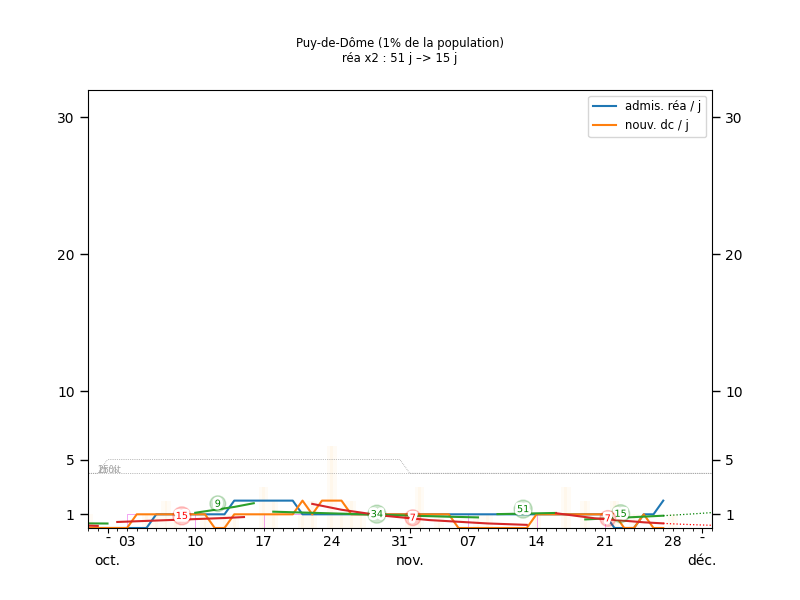 Puy-de-Dôme (1% de la population)
réa x2 : 51 j –> 15 j
admis. réa / j
nouv. dc / j
30 30
20 20
10 10
5 5
1 1
9
15
34
7
51
7
15
- 03 10 17 24 31- 07 14 21 28 -
oct. nov. déc.